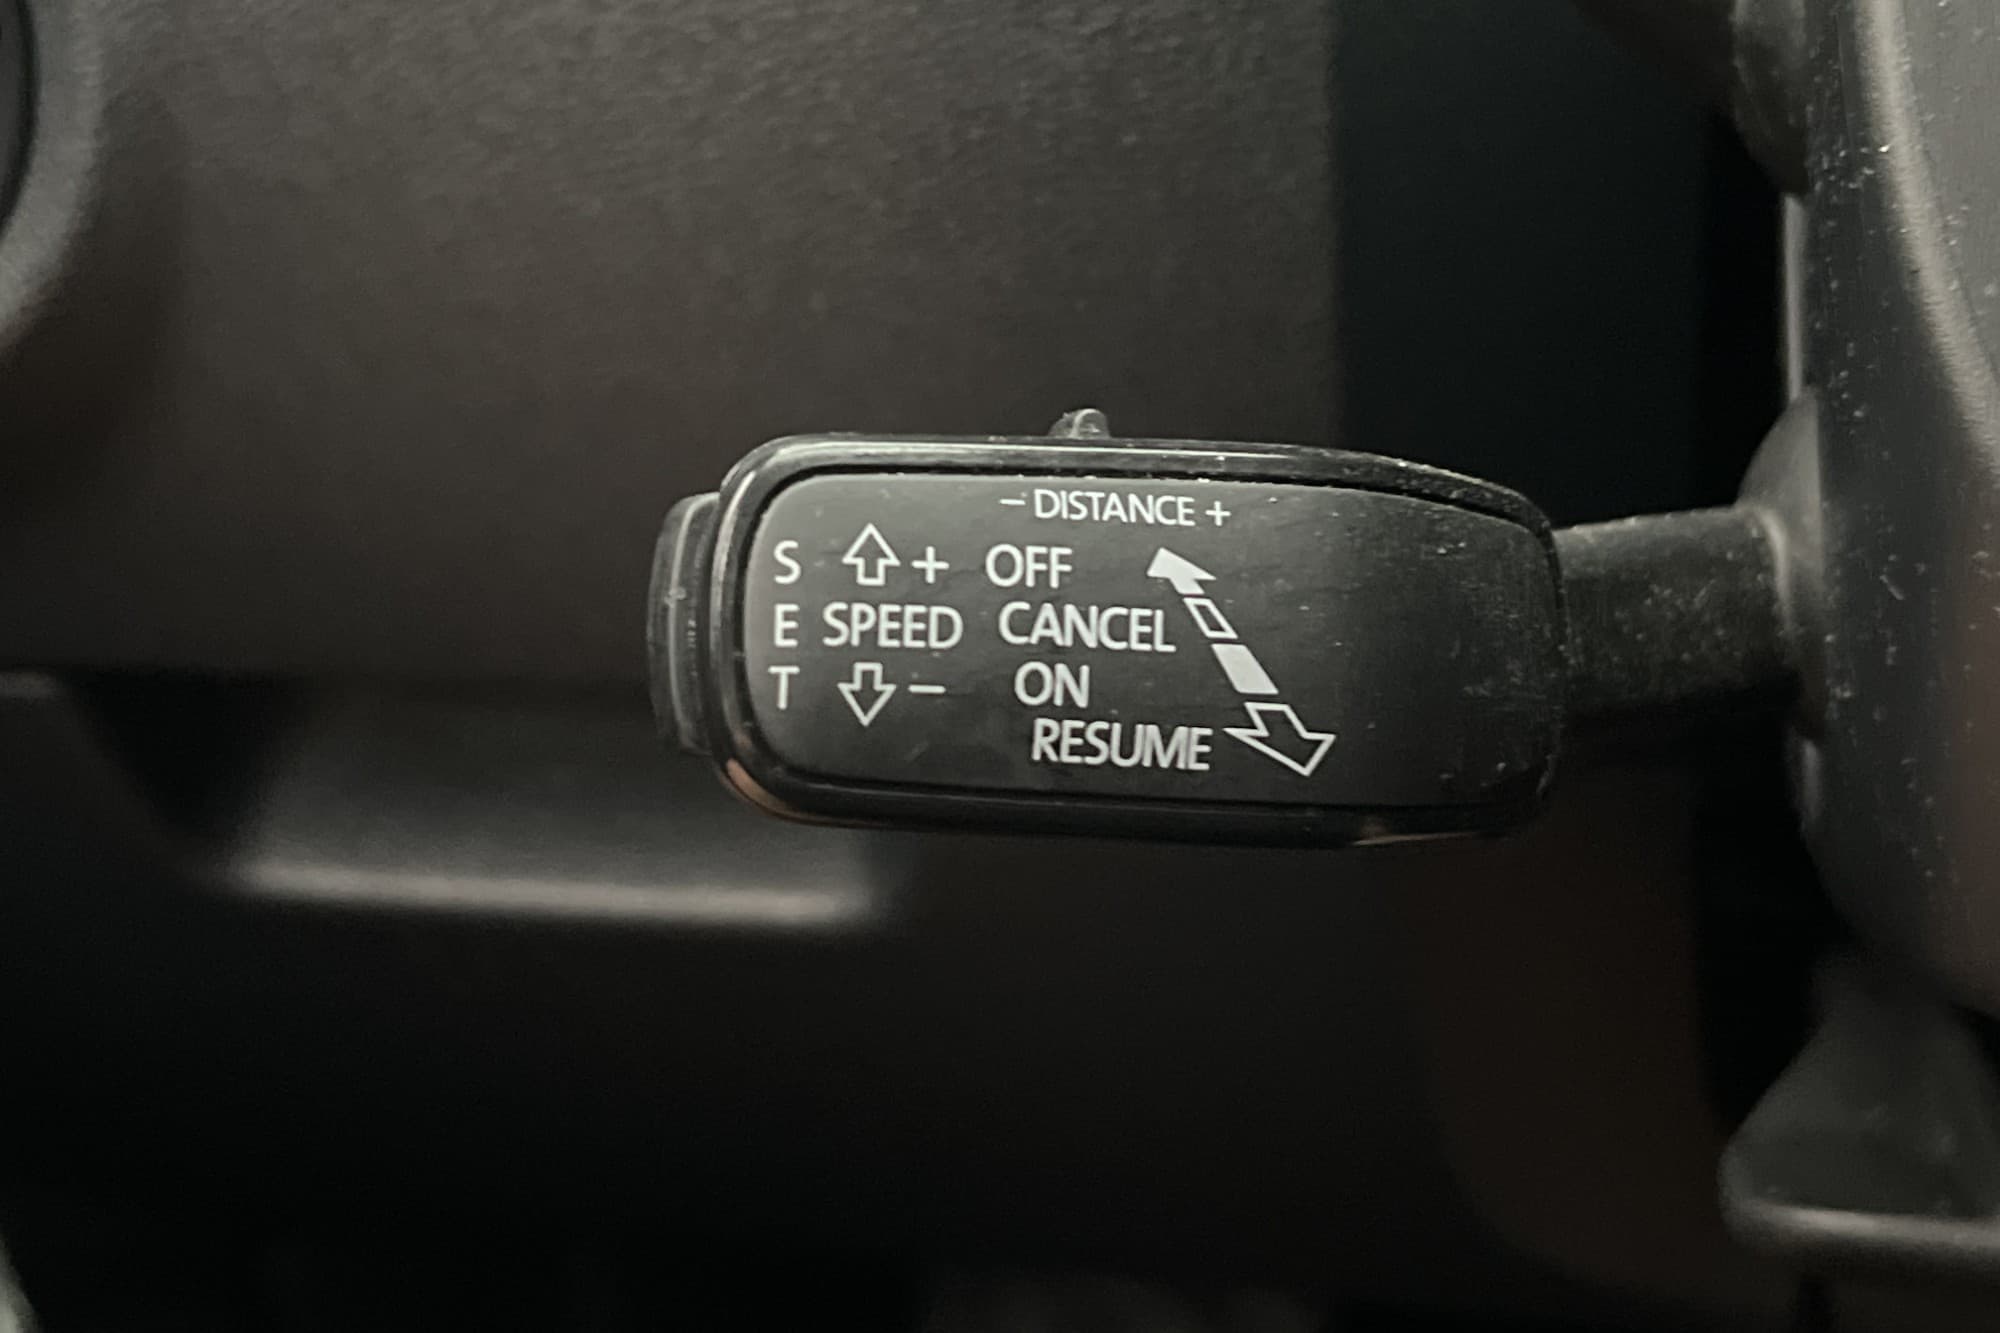 – DISTANCE +
S + OFF
E SPEED CANCEL
T – ON
RESUME